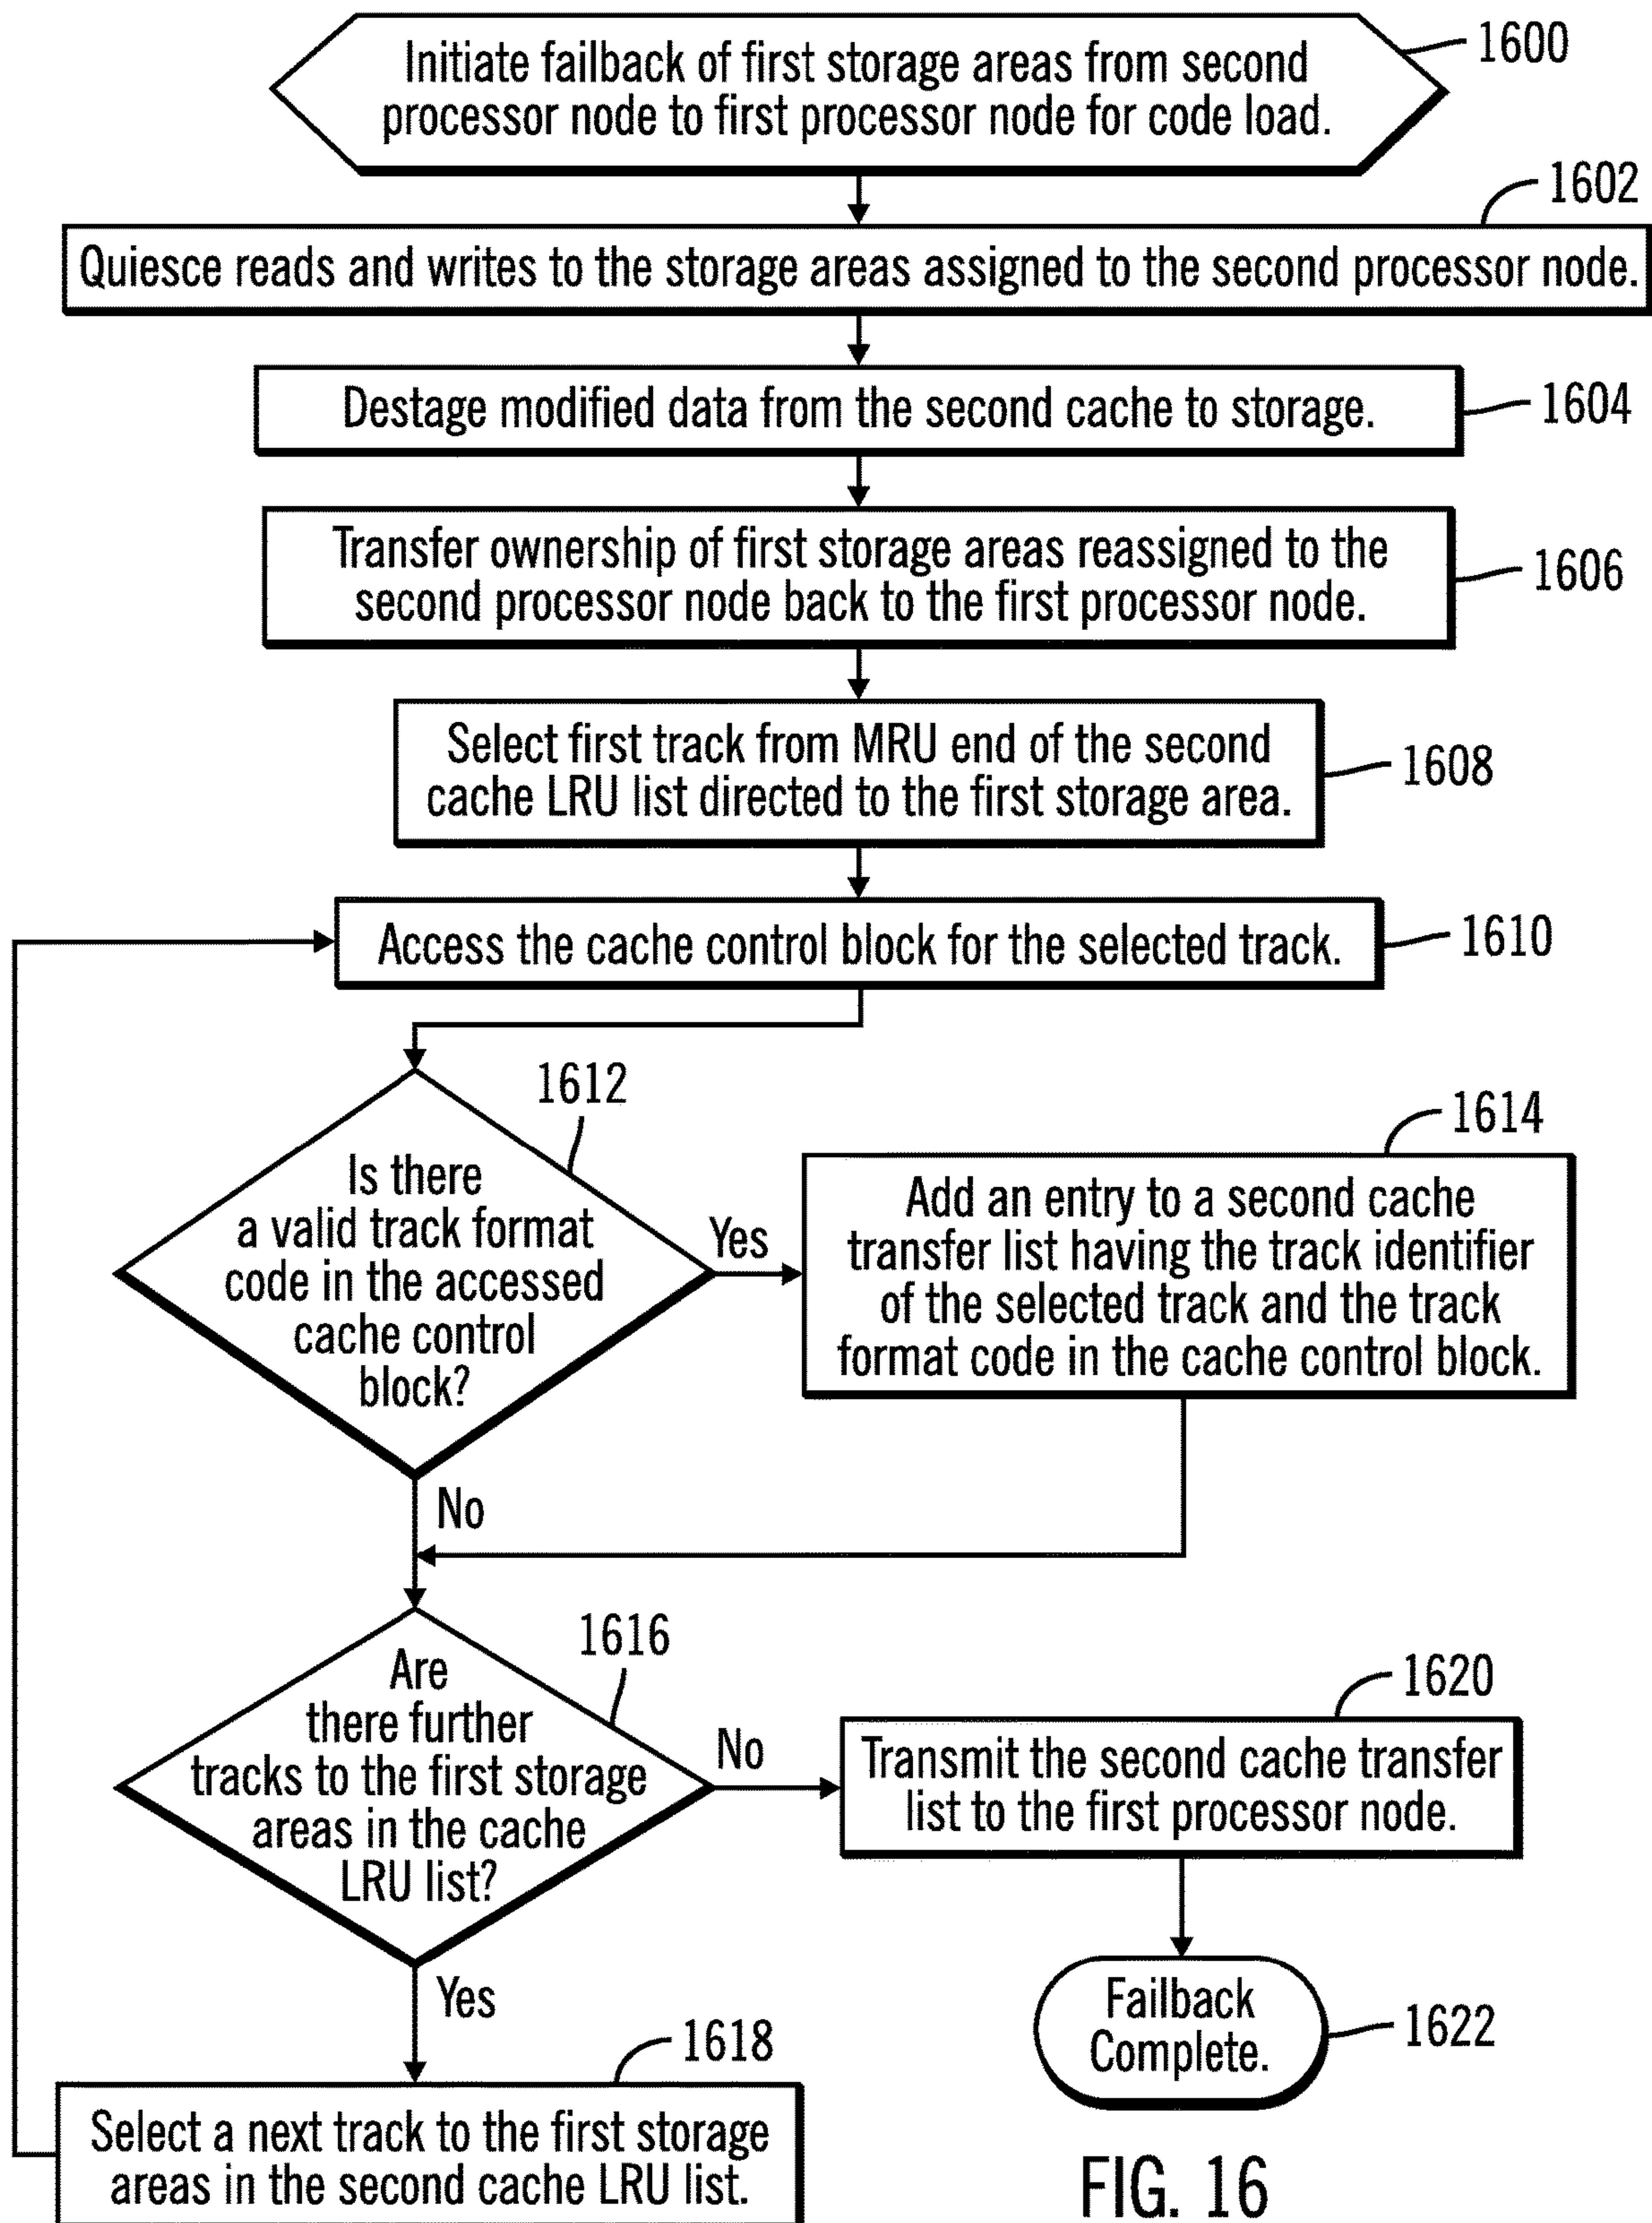 Initiate failback of first storage areas from second
processor node to first processor node for code load.
1600
1602
Quiesce reads and writes to the storage areas assigned to the second processor node.
Destage modified data from the second cache to storage.
1604
Transfer ownership of first storage areas reassigned to the
second processor node back to the first processor node.
1606
Select first track from MRU end of the second
cache LRU list directed to the first storage area.
1608
Access the cache control block for the selected track.
1610
1612
Is there
a valid track format
code in the accessed
cache control
block?
Yes
No
1614
Add an entry to a second cache
transfer list having the track identifier
of the selected track and the track
format code in the cache control block.
1616
Are
there further
tracks to the first storage
areas in the cache
LRU list?
No
Yes
1620
Transmit the second cache transfer
list to the first processor node.
Failback
Complete.
1622
1618
Select a next track to the first storage
areas in the second cache LRU list.
FIG. 16